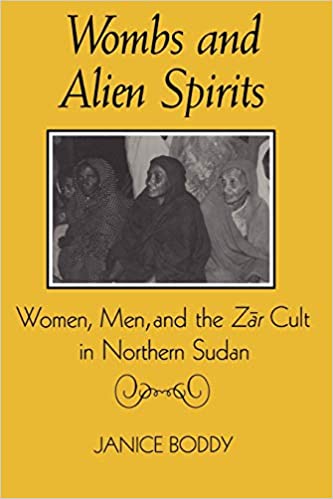 Wombs and
Alien Spirits
Women, Men, and the Zār Cult
in Northern Sudan
JANICE BODDY